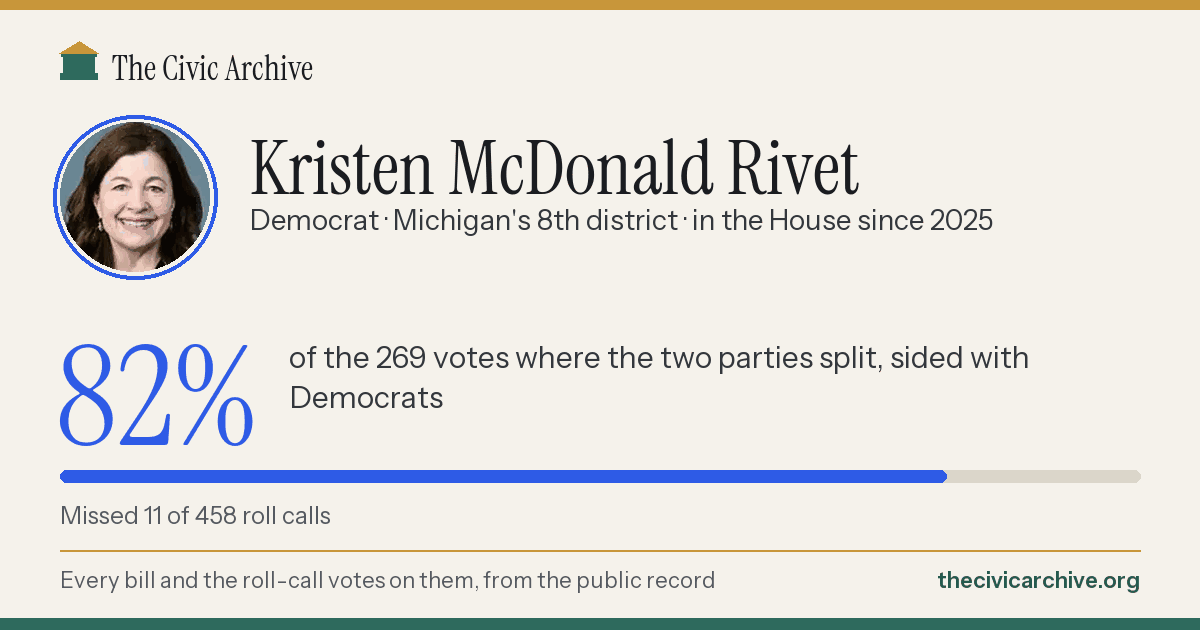 The Civic Archive
Kristen McDonald Rivet
Democrat · Michigan's 8th district · in the House since 2025
82%
of the 269 votes where the two parties split, sided with
Democrats
Missed 11 of 458 roll calls
Every bill and the roll-call votes on them, from the public record
thecivicarchive.org